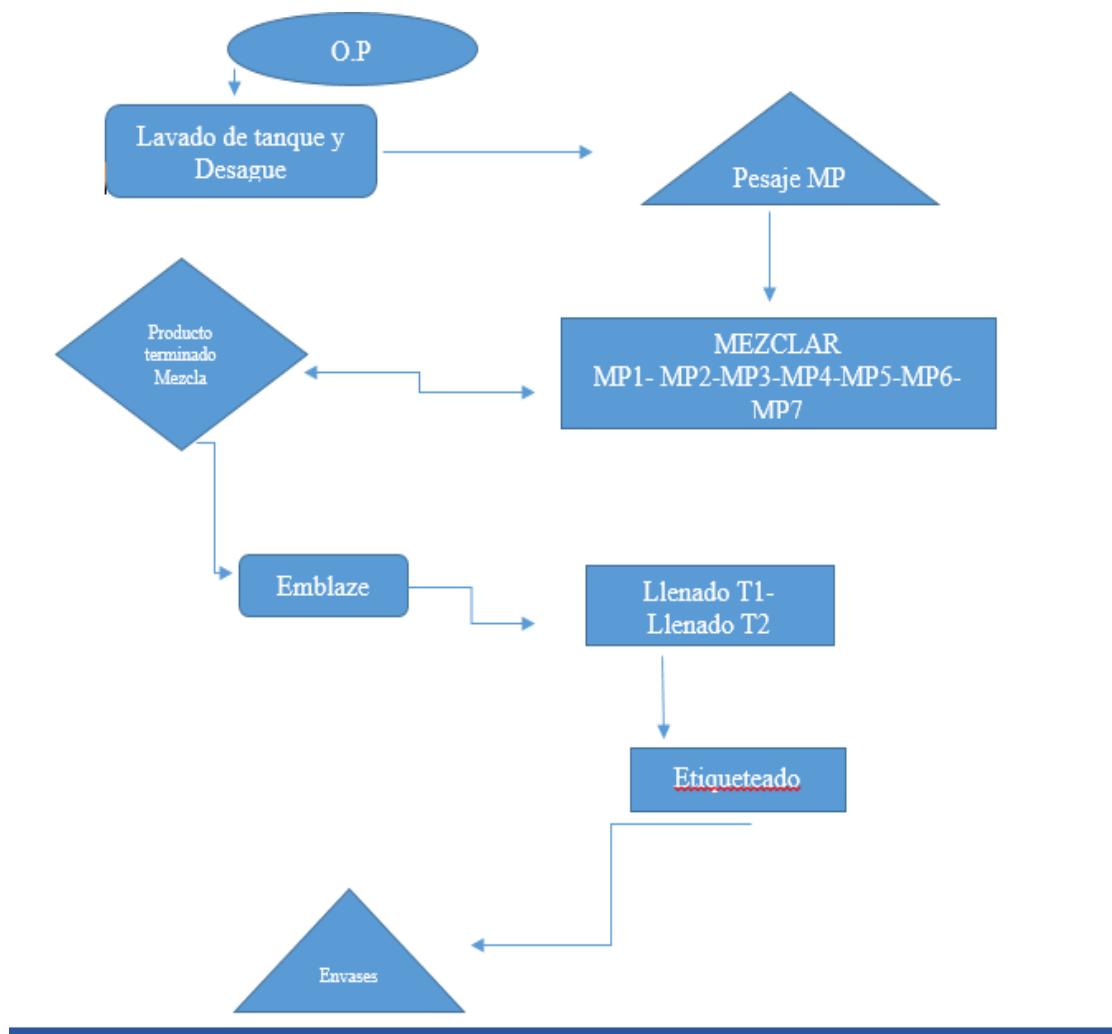 O.P
Lavado de tanque y
Desague
Pesaje MP
MEZCLAR
MP1- MP2-MP3-MP4-MP5-MP6-
MP7
Producto
terminado
Mezcla
Emblaze
Llenado T1-
Llenado T2
Etiqueteado
Envases